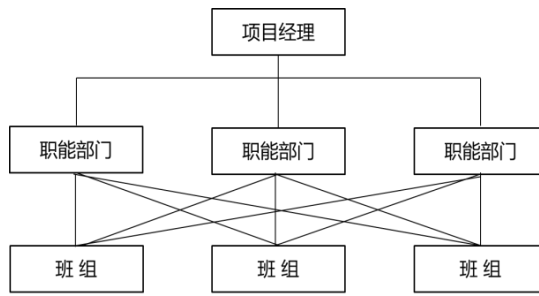 项目经理
职能部门 职能部门 职能部门
班 组 班 组 班 组